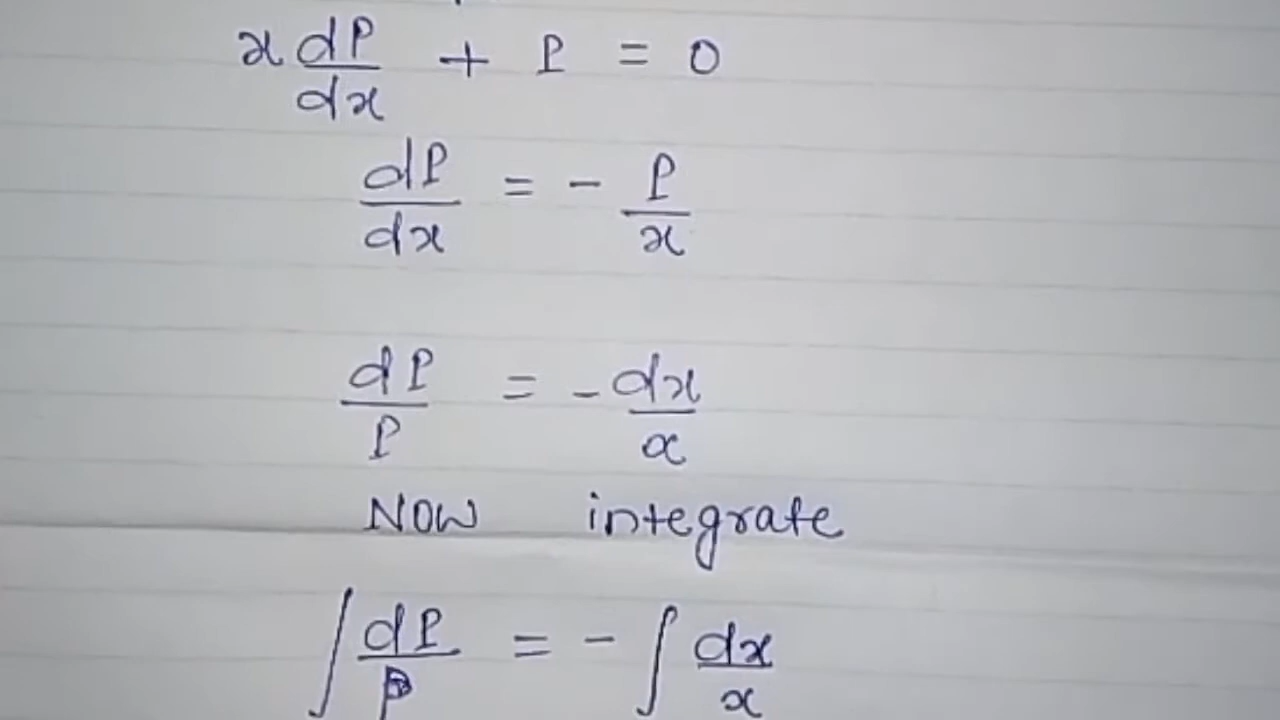 x dP/dx + P = 0
dP/dx = - P/x
dP/P = - dx/x
NOW integrate
∫ dP/P = - ∫ dx/x